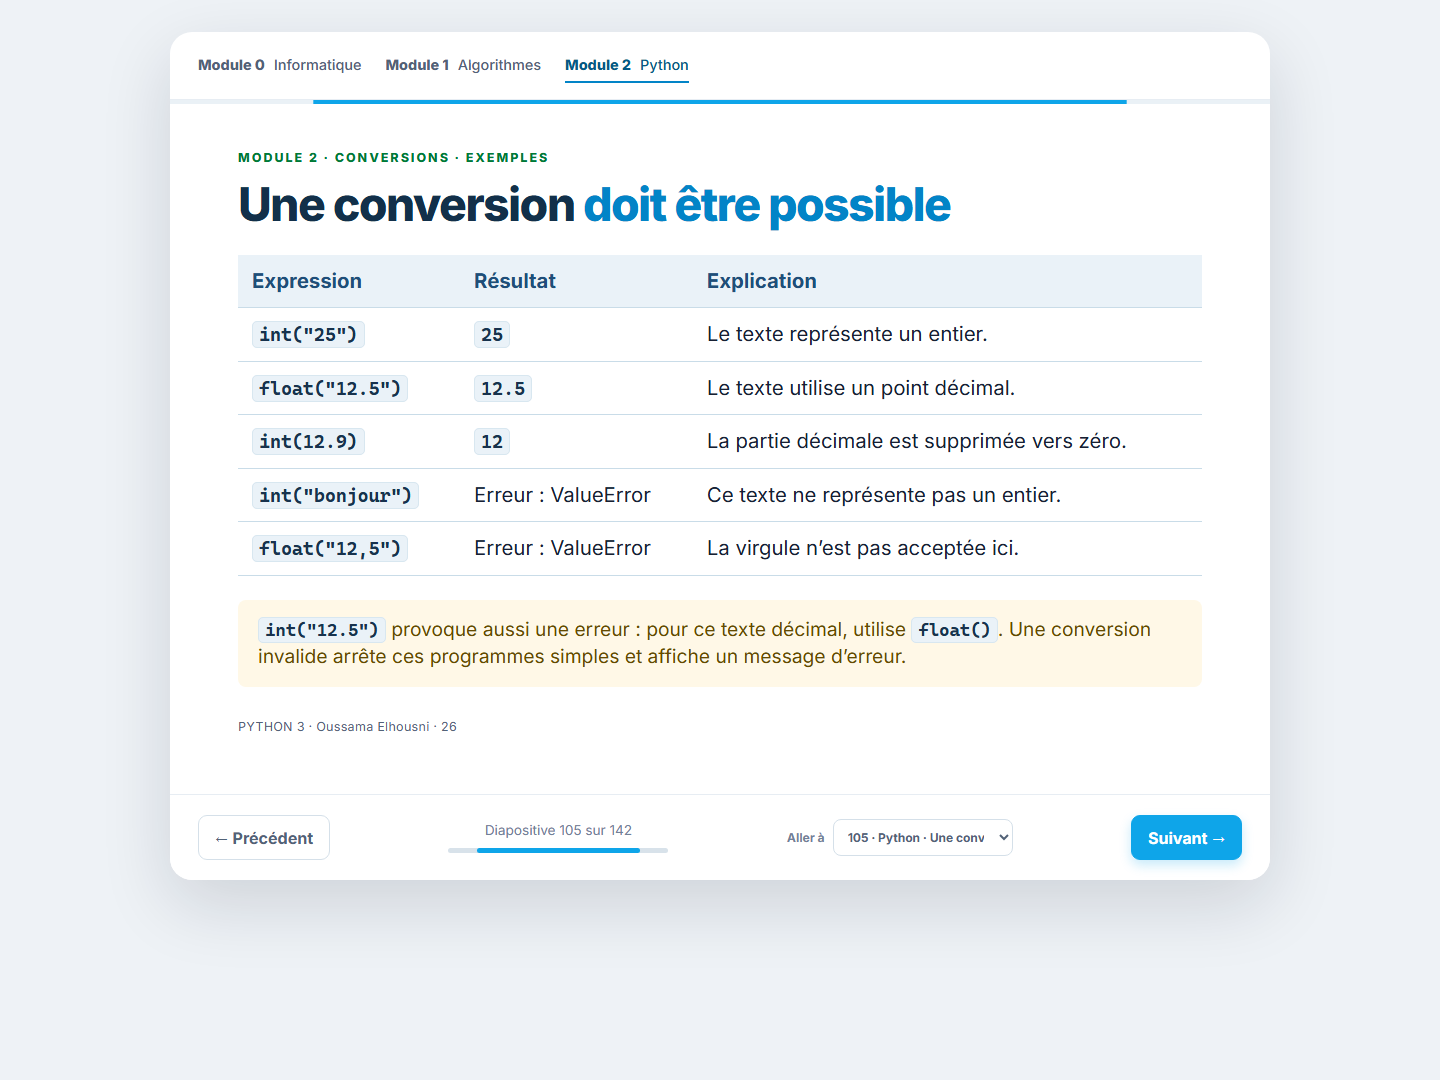 Module 0 Informatique Module 1 Algorithmes Module 2 Python
MODULE 2 · CONVERSIONS · EXEMPLES
Une conversion doit être possible
Expression Résultat Explication
int("25") 25 Le texte représente un entier.
float("12.5") 12.5 Le texte utilise un point décimal.
int(12.9) 12 La partie décimale est supprimée vers zéro.
int("bonjour") Erreur : ValueError Ce texte ne représente pas un entier.
float("12,5") Erreur : ValueError La virgule n’est pas acceptée ici.
int("12.5") provoque aussi une erreur : pour ce texte décimal, utilise float(). Une conversion
invalide arrête ces programmes simples et affiche un message d’erreur.
PYTHON 3 · Oussama Elhousni · 26
← Précédent Diapositive 105 sur 142 Aller à 105 · Python · Une conv Suivant →